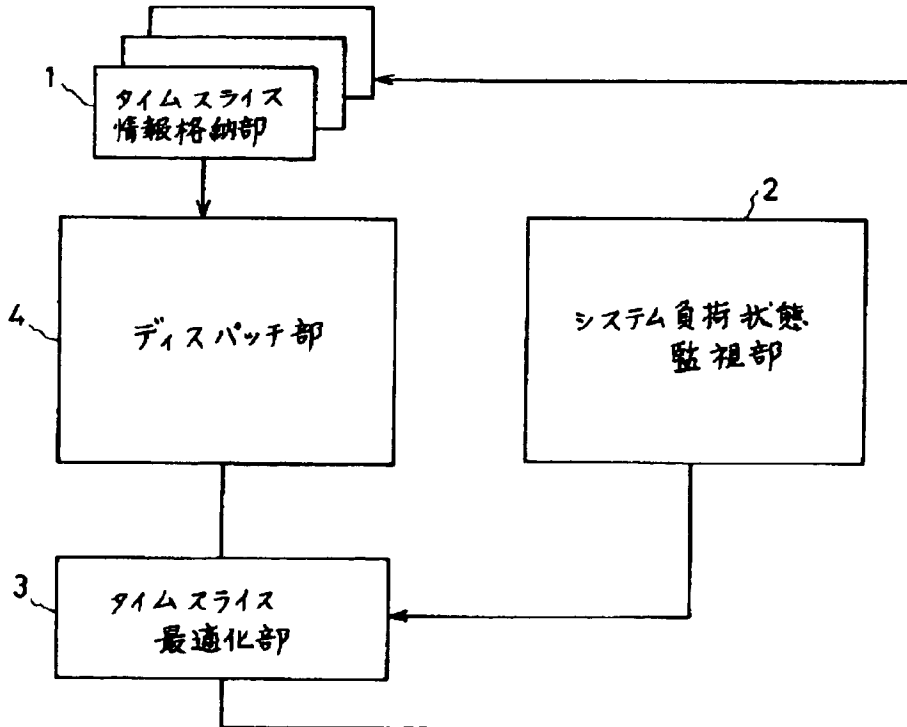 1
タイムスライス
情報格納部
2
4
ディスパッチ部
システム負荷状態
監視部
3
タイムスライス
最適化部